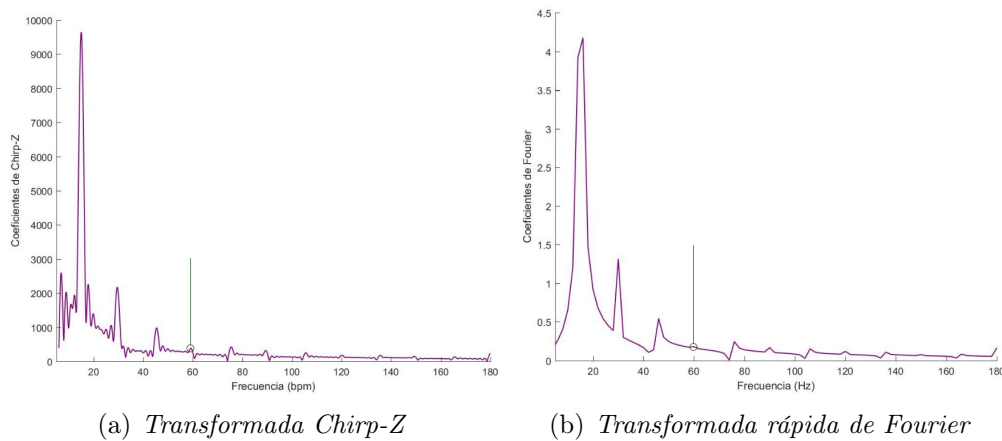 10000
9000
8000
7000
6000
5000
4000
3000
2000
1000
0
Coeficientes de Chirp-Z
20 40 60 80 100 120 140 160 180
Frecuencia (bpm)
(a) Transformada Chirp-Z
4.5
4
3.5
3
2.5
2
1.5
1
0.5
0
Coeficientes de Fourier
20 40 60 80 100 120 140 160 180
Frecuencia (Hz)
(b) Transformada rápida de Fourier